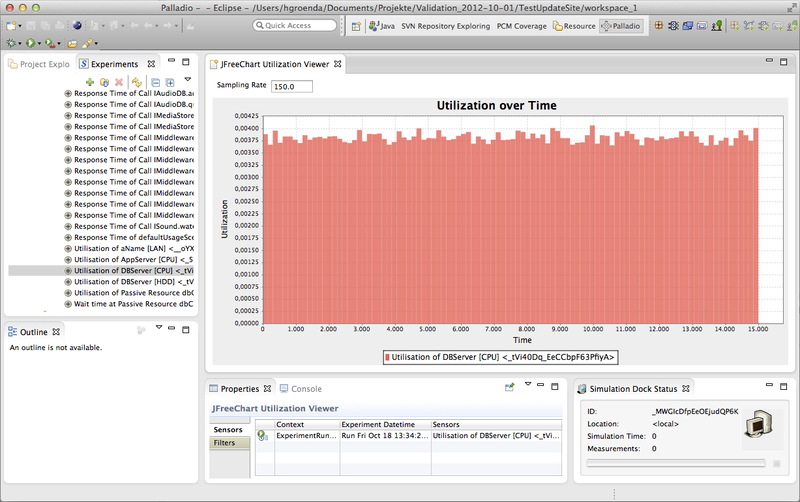 Palladio – – Eclipse – /Users/hgroenda/Documents/Projekte/Validation_2012-10-01/TestUpdateSite/workspace_1
Quick Access
Java
SVN Repository Exploring
PCM Coverage
Resource
Palladio
Project Explo
Experiments
Response Time of Call IAudioDB.a
Response Time of Call IAudioDB.q
Response Time of Call IMediaStore
Response Time of Call IMediaStore
Response Time of Call IMiddleware
Response Time of Call IMiddleware
Response Time of Call IMiddleware
Response Time of Call IMiddleware
Response Time of Call IMiddleware
Response Time of Call IMiddleware
Response Time of Call IMiddleware
Response Time of Call IMiddleware
Response Time of Call ISound.wate
Response Time of defaultUsageSce
Utilisation of aName [LAN] <__oYX
Utilisation of AppServer [CPU] <_5
Utilisation of DBServer [CPU] <_tVi
Utilisation of DBServer [HDD] <_tV
Utilisation of Passive Resource dbC
Wait time at Passive Resource dbC
Outline
An outline is not available.
JFreeChart Utilization Viewer
Sampling Rate 150.0
Utilization over Time
0,00425
0,00400
0,00375
0,00350
0,00325
0,00300
0,00275
0,00250
0,00225
0,00200
0,00175
0,00150
0,00125
0,00100
0,00075
0,00050
0,00025
0,00000
Utilization
0 1.000 2.000 3.000 4.000 5.000 6.000 7.000 8.000 9.000 10.000 11.000 12.000 13.000 14.000 15.000
Time
Utilisation of DBServer [CPU] <_tVi40Dq_EeCCbpF63PfiyA>
Properties
Console
JFreeChart Utilization Viewer
Sensors
Filters
Context Experiment Datetime Sensors
ExperimentRun... Run Fri Oct 18 13:34:2... Utilisation of DBServer [CPU] <_tVi...
Simulation Dock Status
ID: _MWGIcDfpEeOEjudQP6K
Location: <local>
Simulation Time: 0
Measurements: 0